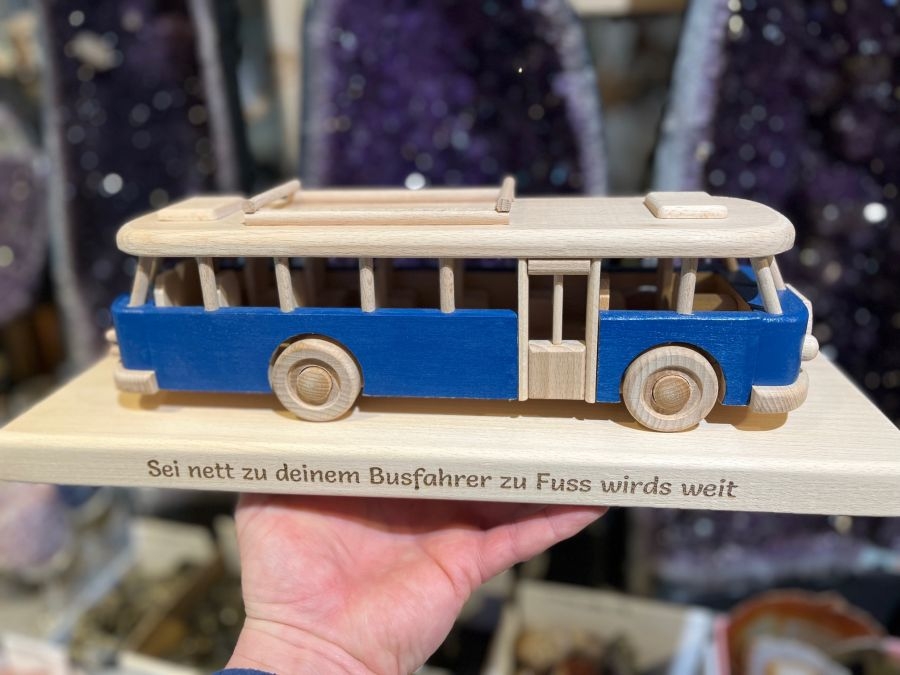 Sei nett zu deinem Busfahrer zu Fuss wirds weit